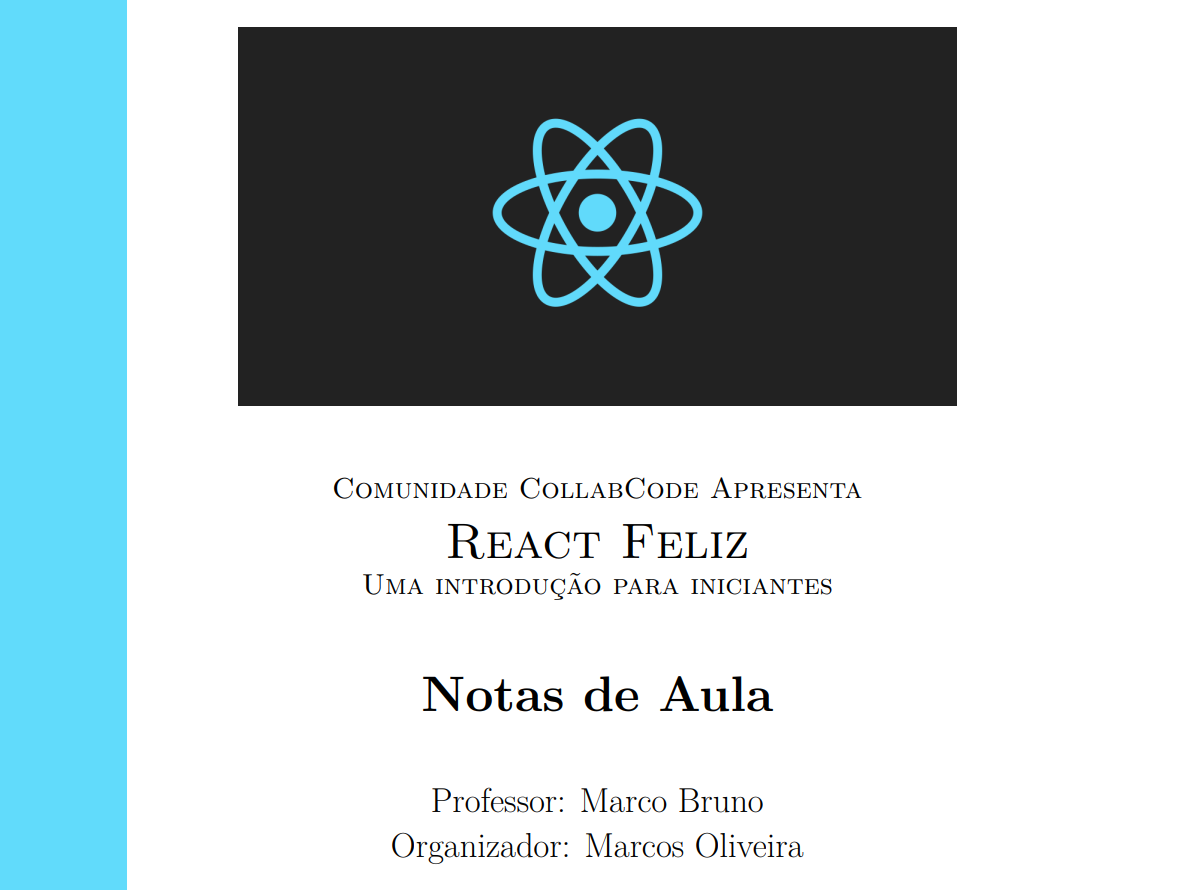 Comunidade CollabCode Apresenta
React Feliz
Uma introdução para iniciantes
Notas de Aula
Professor: Marco Bruno
Organizador: Marcos Oliveira